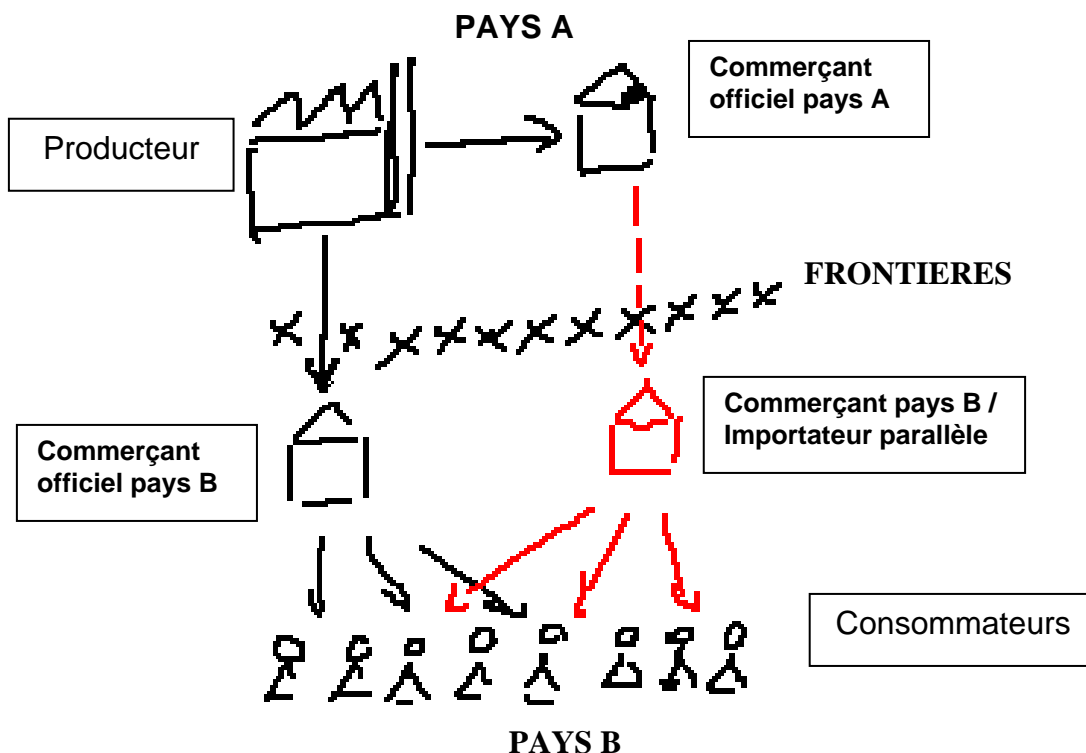 PAYS A
Commerçant
officiel pays A
Producteur
FRONTIERES
Commerçant pays B /
Importateur parallèle
Commerçant
officiel pays B
Consommateurs
PAYS B